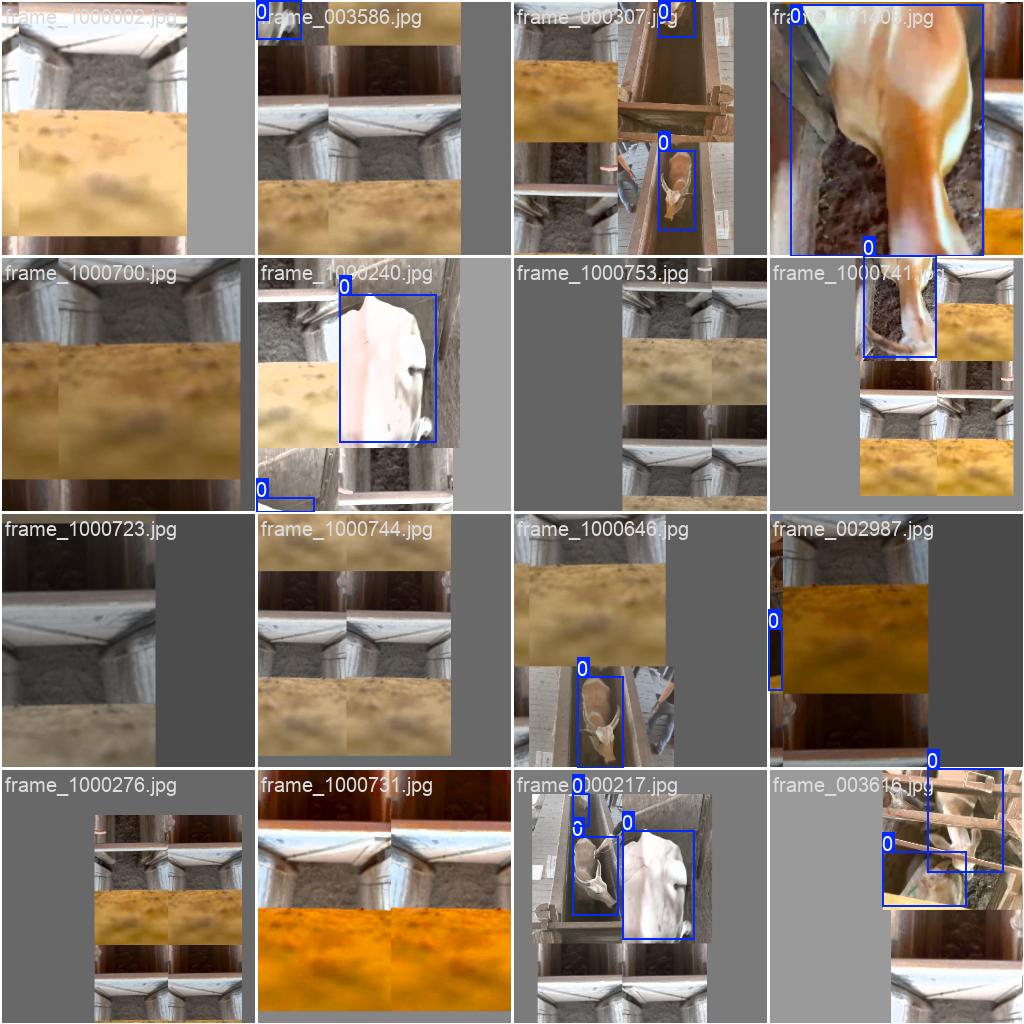 frame_1000002.jpg
0
frame_003586.jpg
0
frame_000307.jpg
0
0
frame_1000700.jpg
0
frame_1000240.jpg
0
frame_1000753.jpg
0
frame_1000741.jpg
frame_1000723.jpg
frame_1000744.jpg
frame_1000646.jpg
0
frame_002987.jpg
0
frame_1000276.jpg
frame_1000731.jpg
0
0
0
frame_003616.jpg
0
0